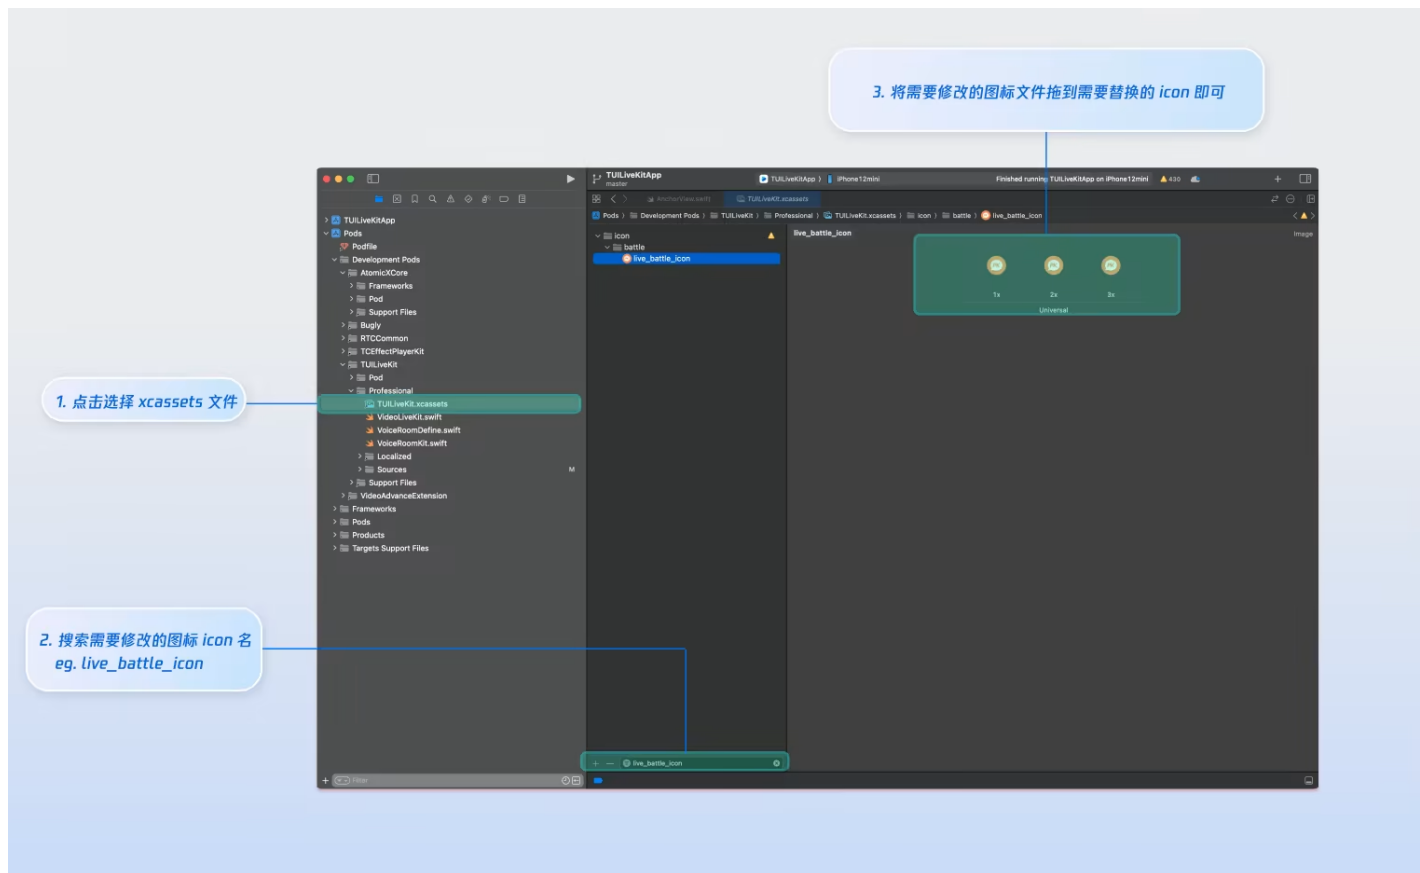 3. 将需要修改的图标文件拖到需要替换的 icon 即可
1. 点击选择 xcassets 文件
2. 搜索需要修改的图标 icon 名
eg. live_battle_icon
TUILiveKitApp
master
TUILiveKitApp
iPhone12mini
Finished running TUILiveKitApp on iPhone12mini
430
AnchorView.swift
TUILiveKit.xcassets
Pods
Development Pods
TUILiveKit
Professional
TUILiveKit.xcassets
icon
battle
live_battle_icon
TUILiveKitApp
Pods
Podfile
Development Pods
AtomicXCore
Frameworks
Pod
Support Files
Bugly
RTCCommon
TCEffectPlayerKit
TUILiveKit
Pod
Professional
TUILiveKit.xcassets
VideoLiveKit.swift
VoiceRoomDefine.swift
VoiceRoomKit.swift
Localized
Sources
M
Support Files
VideoAdvanceExtension
Frameworks
Pods
Products
Targets Support Files
Filter
icon
battle
live_battle_icon
live_battle_icon
live_battle_icon
Image
1x
2x
3x
Universal